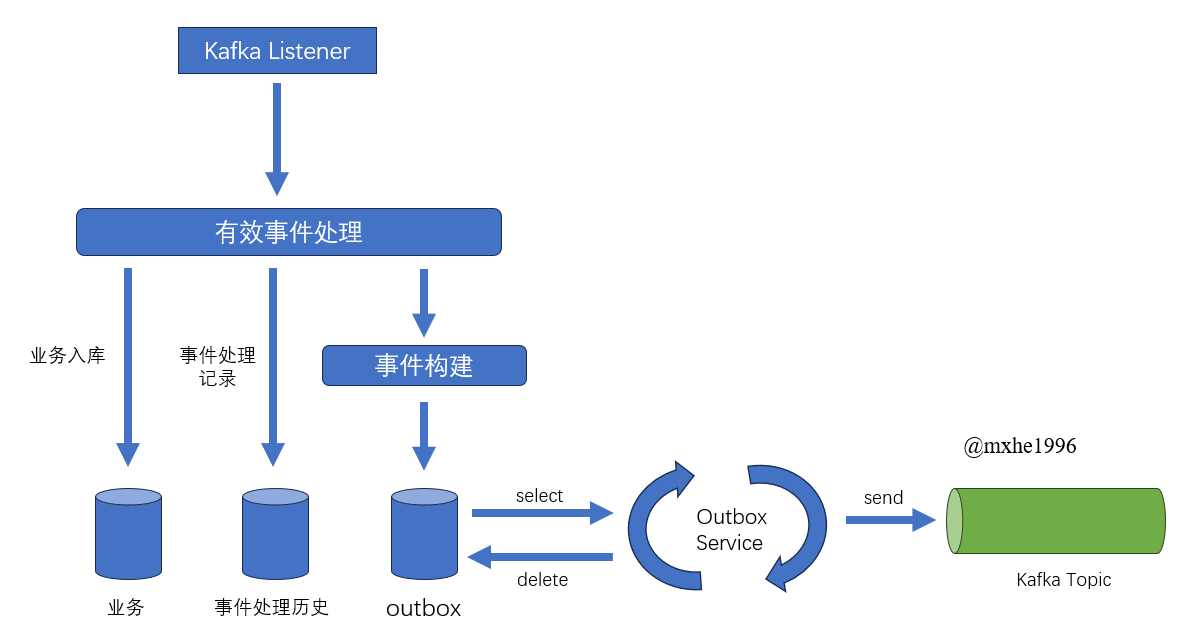 Kafka Listener
有效事件处理
业务入库
事件处理
记录
事件构建
@mxhe1996
select
send
Outbox
Service
delete
Kafka Topic
业务
事件处理历史
outbox